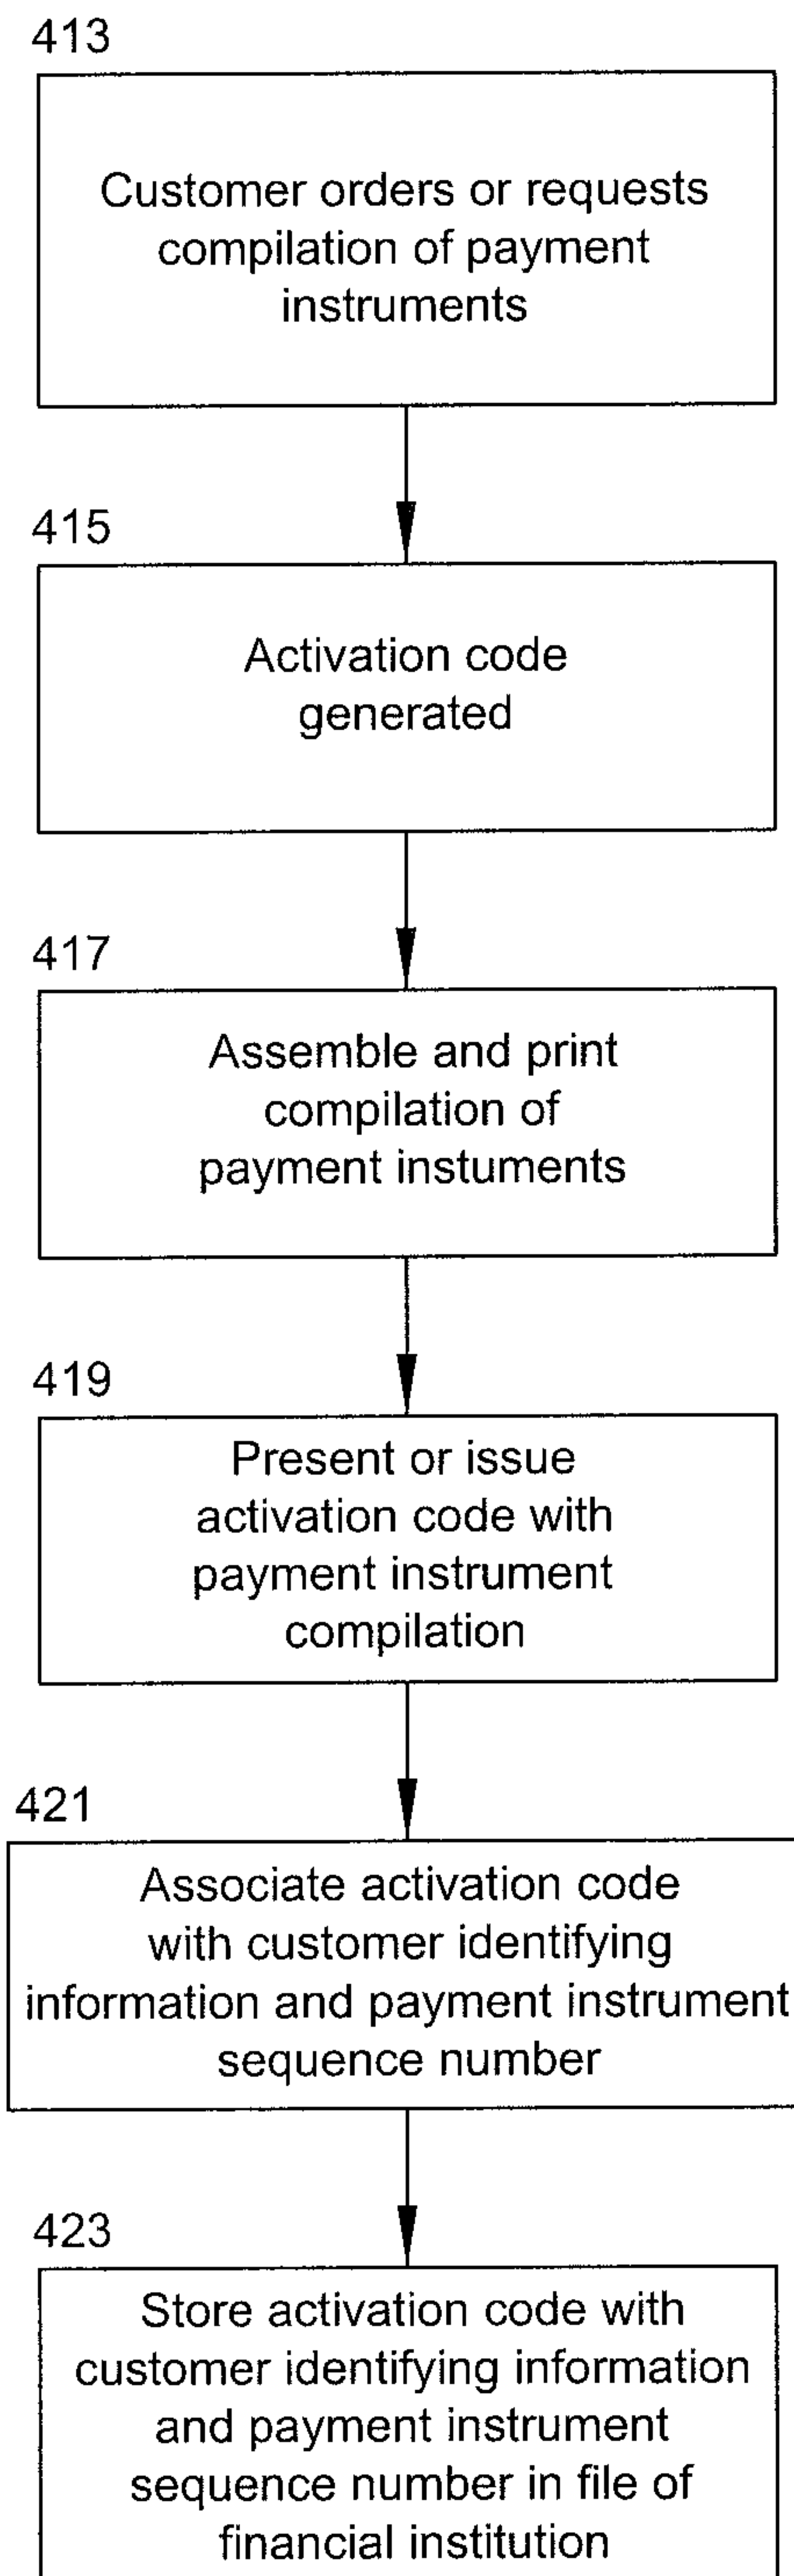 413
Customer orders or requests
compilation of payment
instruments
415
Activation code
generated
417
Assemble and print
compilation of
payment instuments
419
Present or issue
activation code with
payment instrument
compilation
421
Associate activation code
with customer identifying
information and payment instrument
sequence number
423
Store activation code with
customer identifying information
and payment instrument
sequence number in file of
financial institution